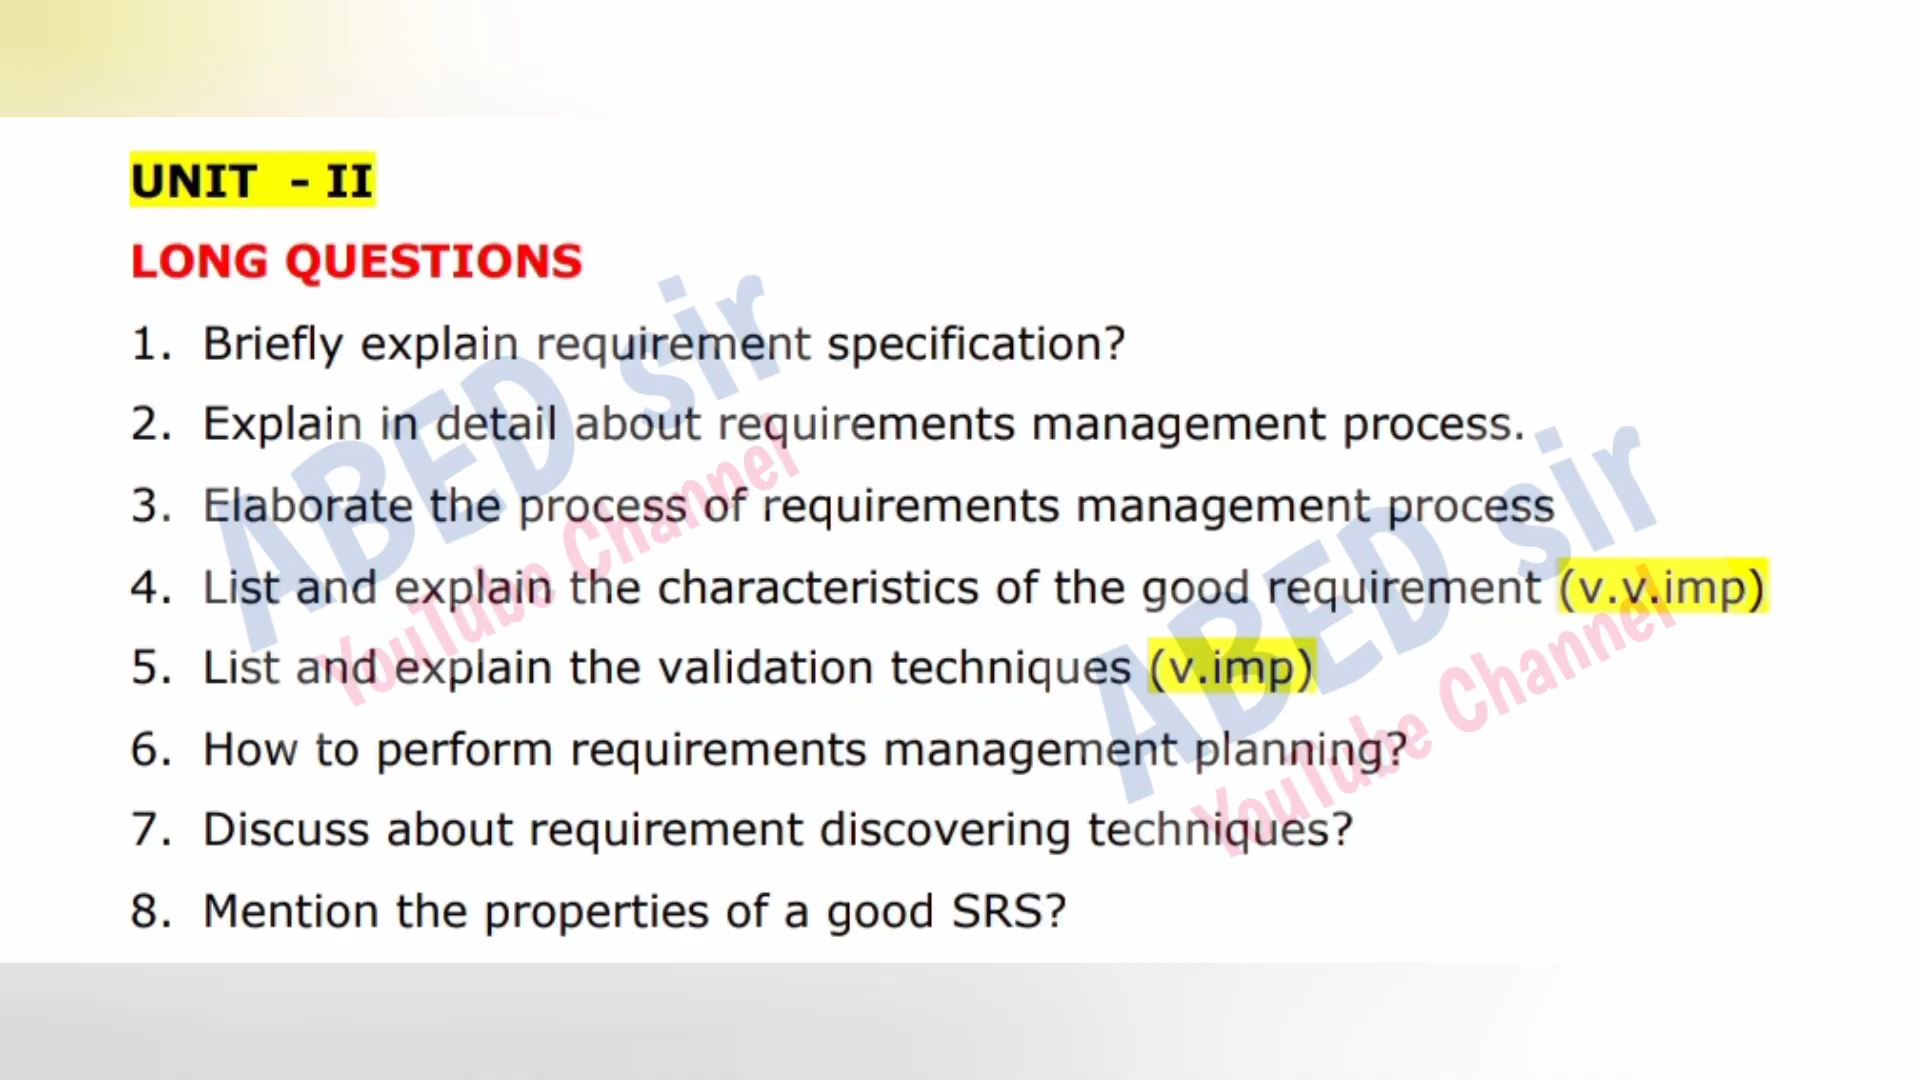 UNIT - II
LONG QUESTIONS
1. Briefly explain requirement specification?
2. Explain in detail about requirements management process.
3. Elaborate the process of requirements management process
4. List and explain the characteristics of the good requirement (v.v.imp)
5. List and explain the validation techniques (v.imp)
6. How to perform requirements management planning?
7. Discuss about requirement discovering techniques?
8. Mention the properties of a good SRS?
ABED sir
YouTube Channel
ABED sir
YouTube Channel